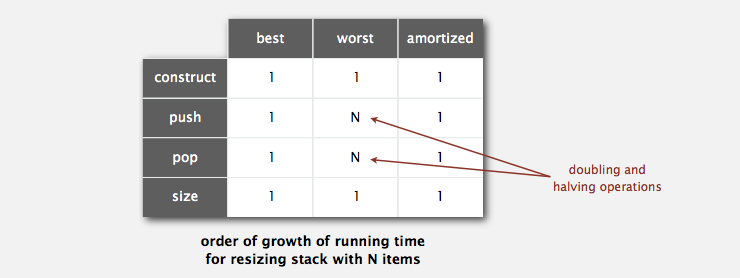 best worst amortized
construct 1 1 1
push 1 N 1
pop 1 N 1
size 1 1 1
doubling and
halving operations
order of growth of running time
for resizing stack with N items